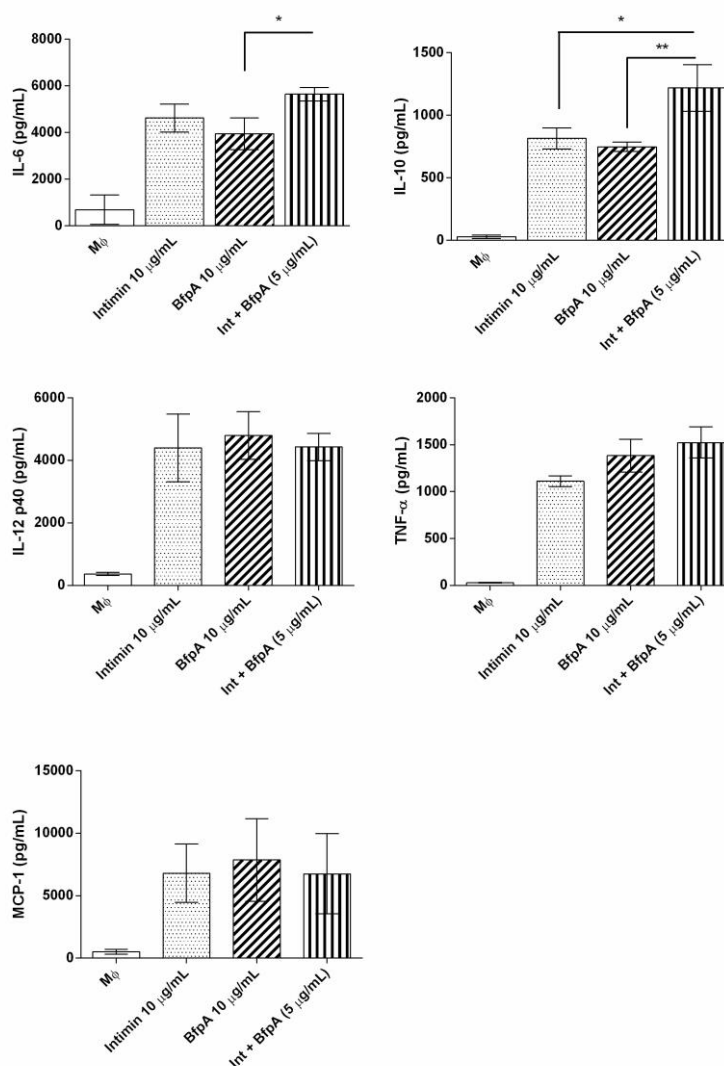 *
8000
6000
4000
2000
0
IL-6 (pg/mL)
Mϕ
Intimin 10 μg/mL
BfpA 10 μg/mL
Int + BfpA (5 μg/mL)
*
**
1500
1000
500
0
IL-10 (pg/mL)
Mϕ
Intimin 10 μg/mL
BfpA 10 μg/mL
Int + BfpA (5 μg/mL)
6000
4000
2000
0
IL-12 p40 (pg/mL)
Mϕ
Intimin 10 μg/mL
BfpA 10 μg/mL
Int + BfpA (5 μg/mL)
2000
1500
1000
500
0
TNF-α (pg/mL)
Mϕ
Intimin 10 μg/mL
BfpA 10 μg/mL
Int + BfpA (5 μg/mL)
15000
10000
5000
0
MCP-1 (pg/mL)
Mϕ
Intimin 10 μg/mL
BfpA 10 μg/mL
Int + BfpA (5 μg/mL)